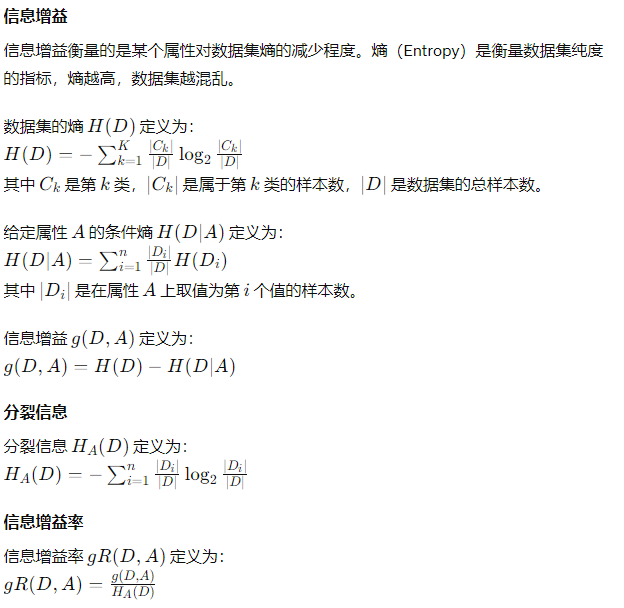 信息增益
信息增益衡量的是某个属性对数据集熵的减少程度。熵（Entropy）是衡量数据集纯度
的指标，熵越高，数据集越混乱。
数据集的熵 H(D) 定义为：
H(D) = −∑_{k=1}^{K} \frac{|C_k|}{|D|} log_2 \frac{|C_k|}{|D|}
其中 C_k 是第 k 类，|C_k| 是属于第 k 类的样本数，|D| 是数据集的总样本数。
给定属性 A 的条件熵 H(D|A) 定义为：
H(D|A) = ∑_{i=1}^{n} \frac{|D_i|}{|D|} H(D_i)
其中 |D_i| 是在属性 A 上取值为第 i 个值的样本数。
信息增益 g(D, A) 定义为：
g(D, A) = H(D) − H(D|A)
分裂信息
分裂信息 H_A(D) 定义为：
H_A(D) = −∑_{i=1}^{n} \frac{|D_i|}{|D|} log_2 \frac{|D_i|}{|D|}
信息增益率
信息增益率 gR(D, A) 定义为：
gR(D, A) = \frac{g(D,A)}{H_A(D)}